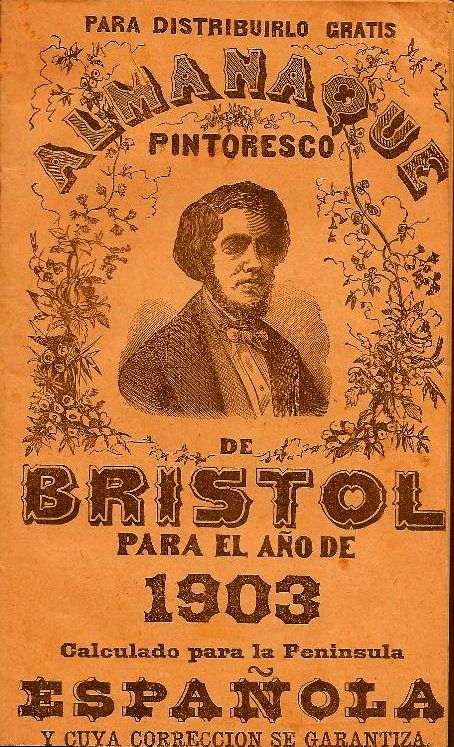 PARA DISTRIBUIRLO GRATIS
ALMANAQUE
PINTORESCO
DE
BRISTOL
PARA EL AÑO DE
1903
Calculado para la Peninsula
ESPAÑOLA
Y CUYA CORRECCION SE GARANTIZA.